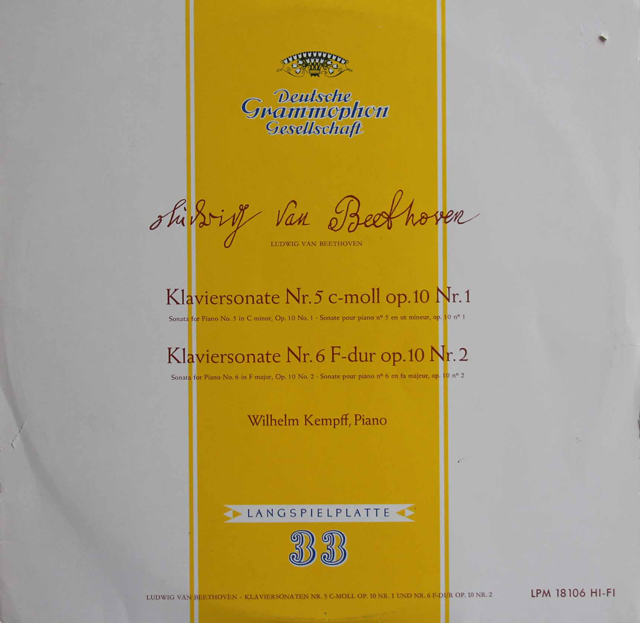 Deutsche
Grammophon
Gesellschaft
Ludwig van Beethoven
LUDWIG VAN BEETHOVEN
Klaviersonate Nr. 5 c-moll op. 10 Nr. 1
Sonata for Piano No. 5 in C minor, Op. 10 No. 1 - Sonate pour piano n° 5 en ut mineur, op. 10 n° 1
Klaviersonate Nr. 6 F-dur op. 10 Nr. 2
Sonata for Piano No. 6 in F major, Op. 10 No. 2 - Sonate pour piano n° 6 en fa majeur, op. 10 n° 2
Wilhelm Kempff, Piano
LANGSPIELPLATTE
33
LUDWIG VAN BEETHOVEN - KLAVIERSONATEN NR. 5 C-MOLL OP. 10 NR. 1 UND NR. 6 F-DUR OP. 10 NR. 2
LPM 18106 HI-FI